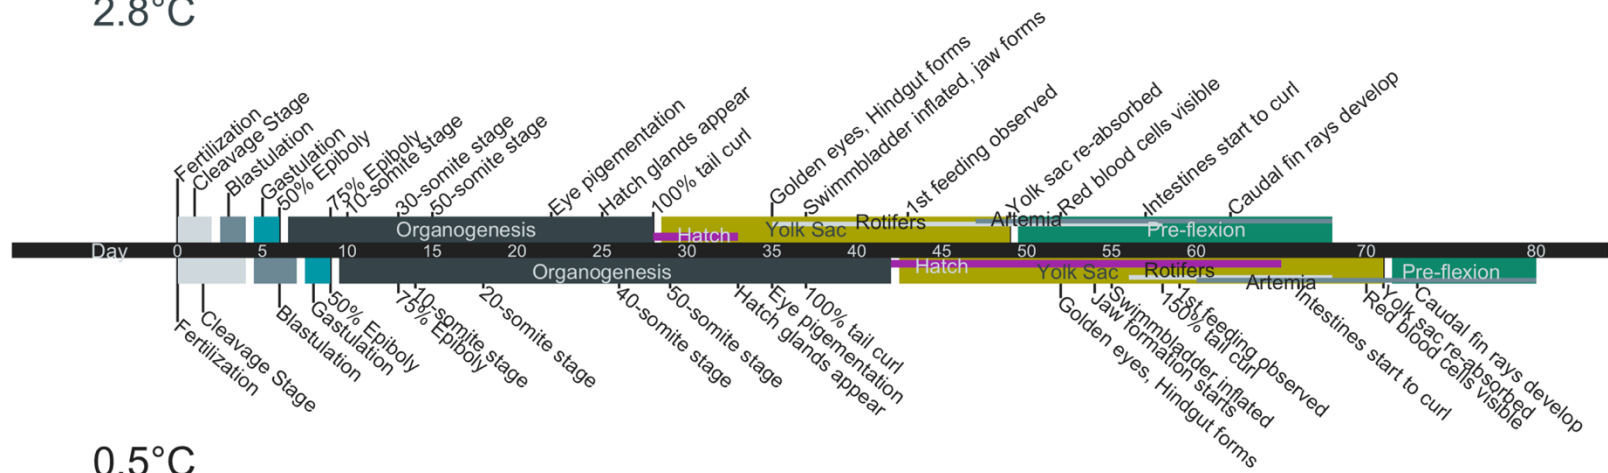 2.8°C
Fertilization
Cleavage Stage
Blastulation
Gastulation
50% Epiboly
75% Epiboly
10-somite stage
30-somite stage
50-somite stage
Eye pigementation
Hatch glands appear
100% tail curl
Golden eyes, Hindgut forms
Swimmbladder inflated, jaw forms
1st feeding observed
Yolk sac re-absorbed
Red blood cells visible
Intestines start to curl
Caudal fin rays develop
Organogenesis
Hatch
Yolk Sac
Rotifers
Artemia
Pre-flexion
Day 0 5 10 15 20 25 30 35 40 45 50 55 60 65 70 75 80
Organogenesis
Hatch
Yolk Sac
Rotifers
Artemia
Pre-flexion
Fertilization
Cleavage Stage
Blastulation
Gastulation
50% Epiboly
75% Epiboly
10-somite stage
20-somite stage
40-somite stage
50-somite stage
Hatch glands appear
Eye pigementation
100% tail curl
Golden eyes, Hindgut forms
Jaw formation starts
Swimmbladder inflated
150% tail curl
1st feeding observed
Intestines start to curl
Red blood cells visible
Yolk sac re-absorbed
Caudal fin rays develop
0.5°C